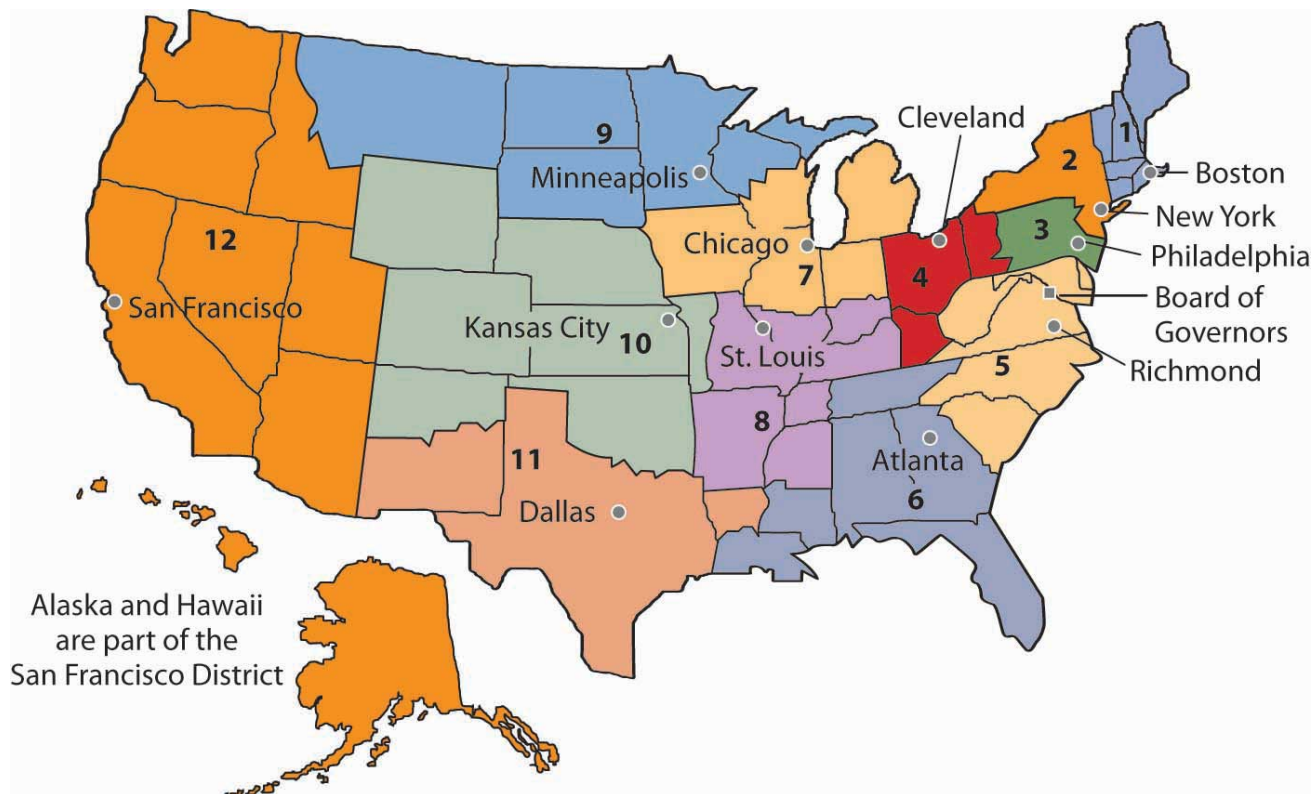 Cleveland
1
9
2
Boston
Minneapolis
New York
3
Philadelphia
12
Chicago
7
4
Board of
Governors
San Francisco
Kansas City
10
St. Louis
5
Richmond
8
11
Atlanta
6
Dallas
Alaska and Hawaii
are part of the
San Francisco District